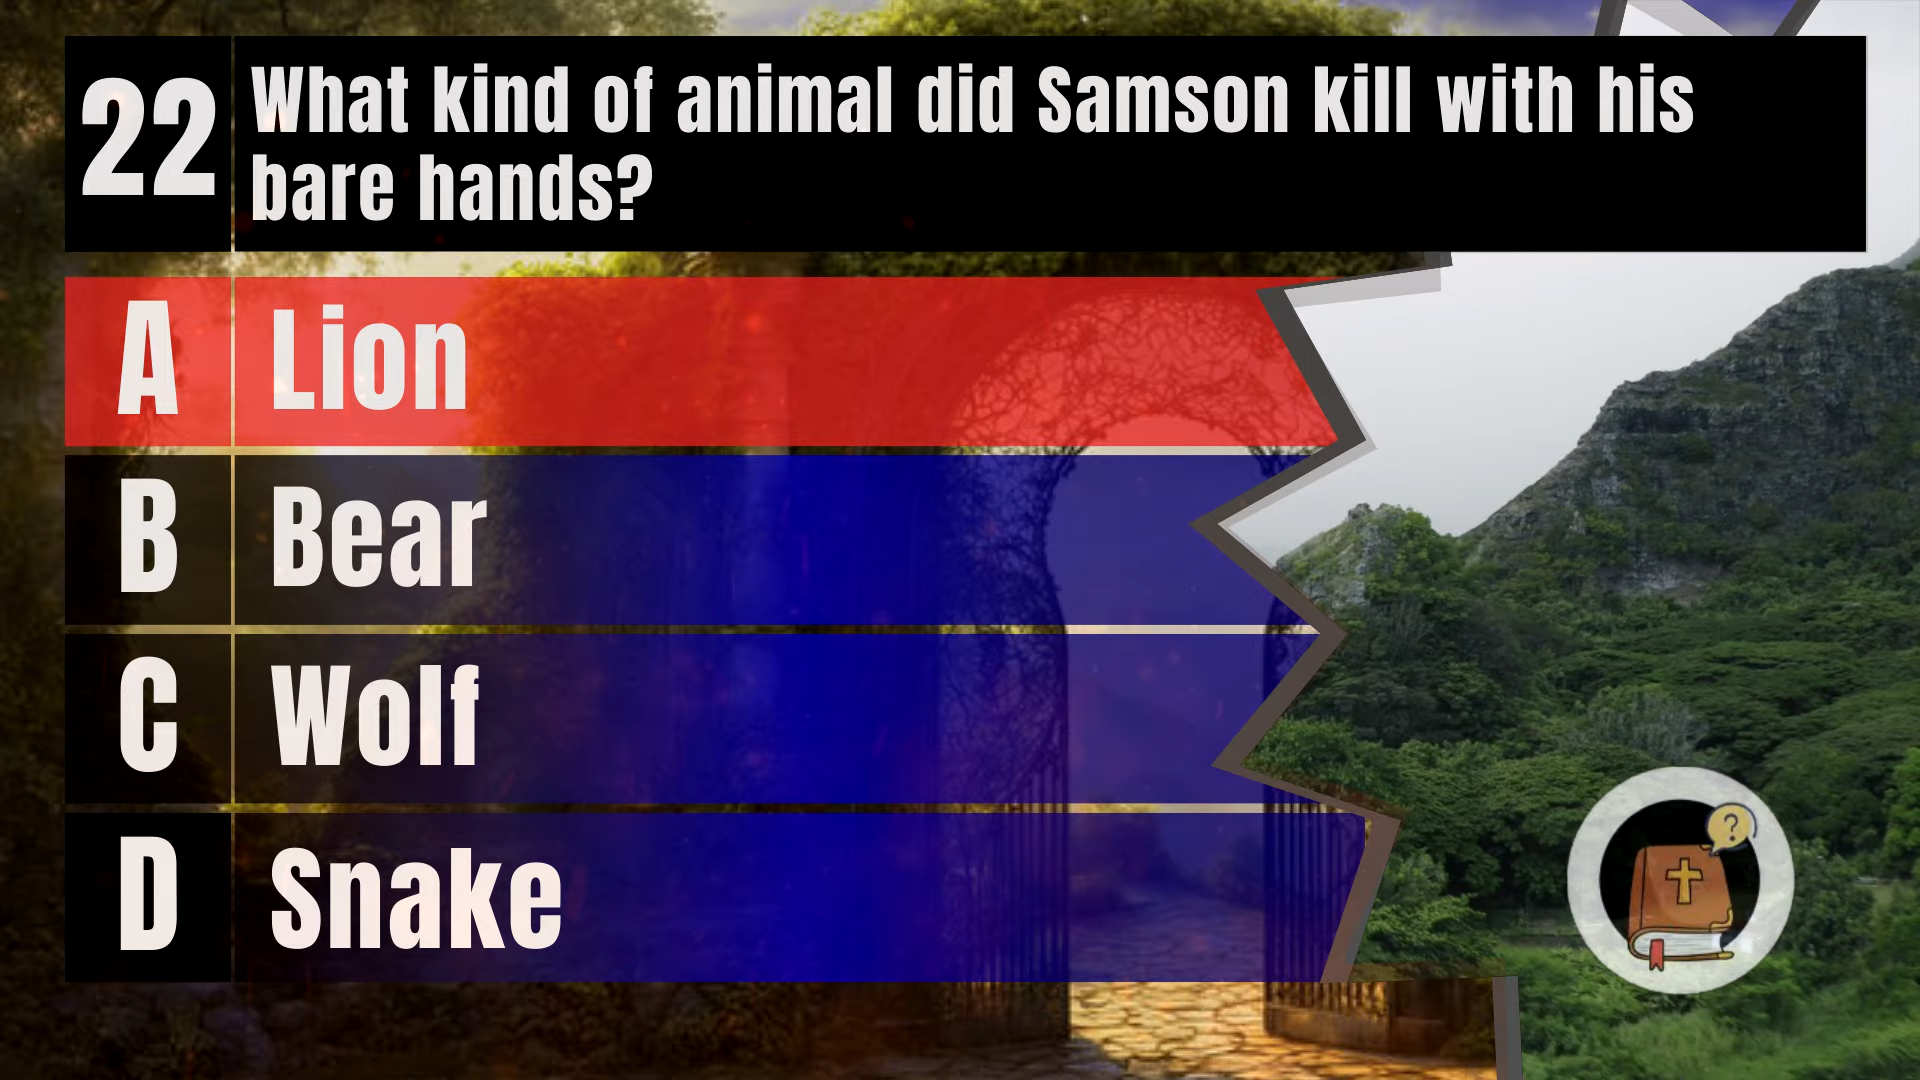 22
What kind of animal did Samson kill with his
bare hands?
A Lion
B Bear
C Wolf
D Snake
?